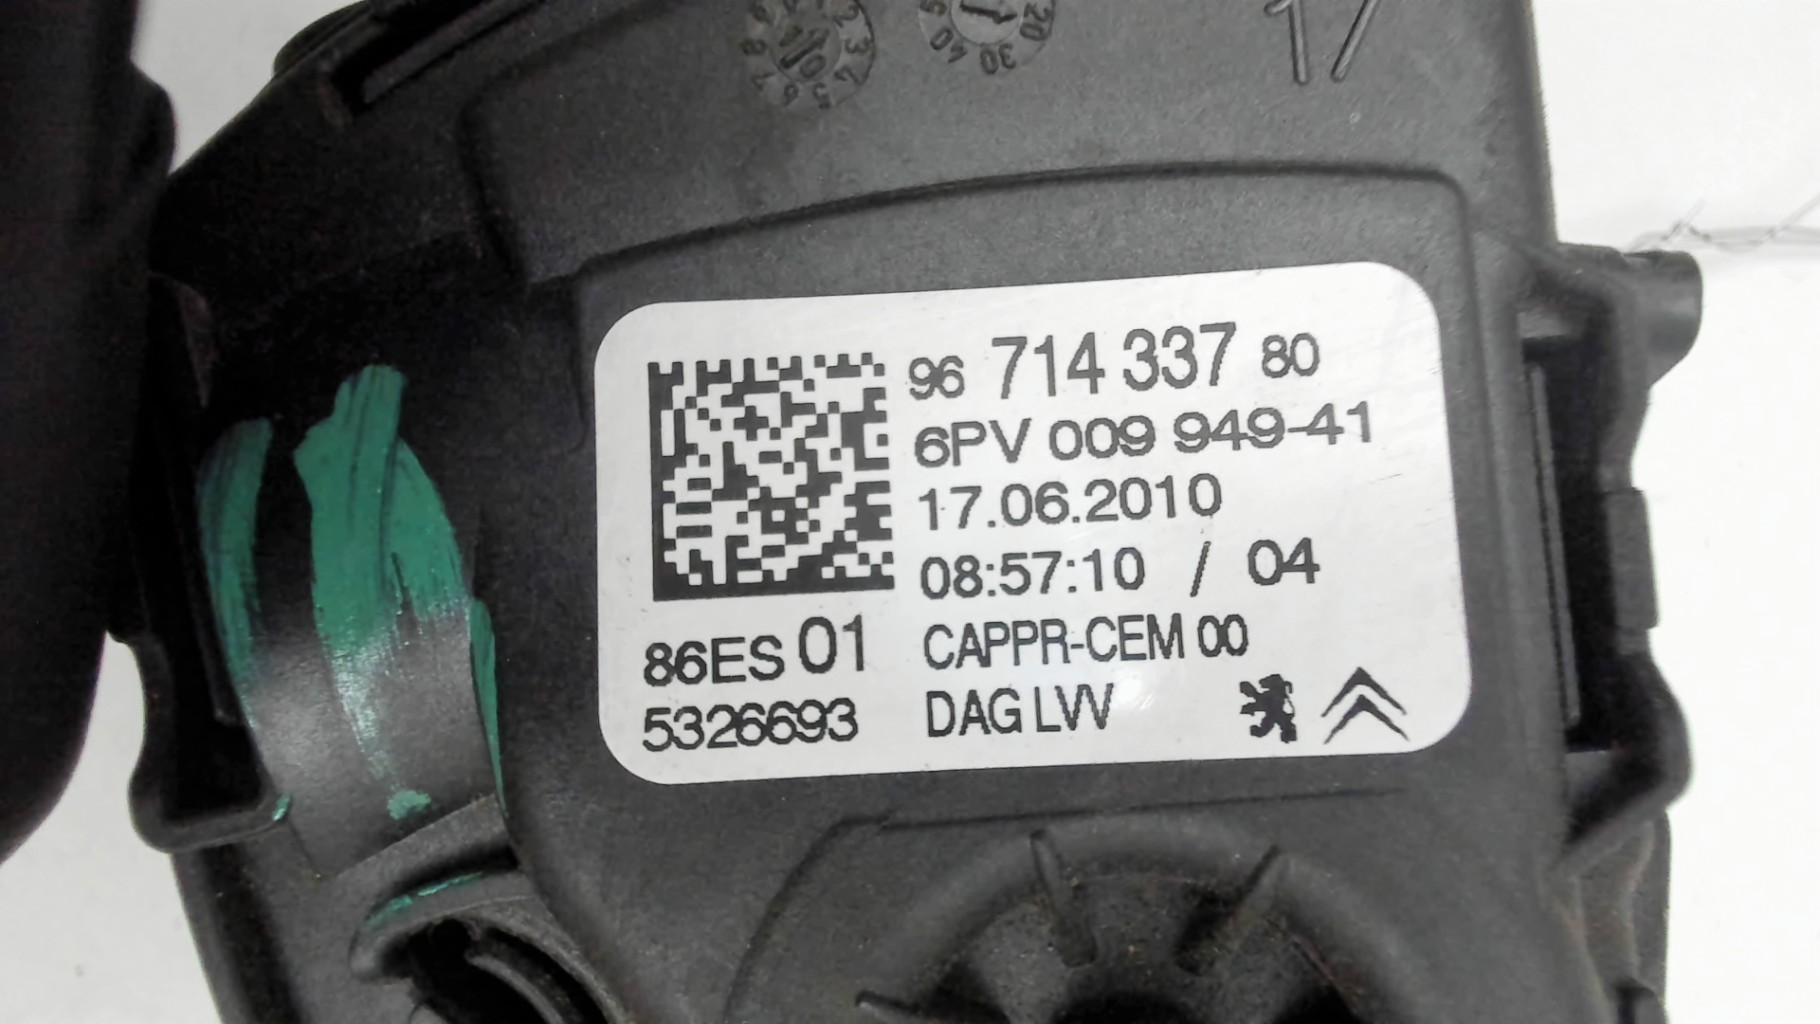 17
96 714 337 80
6PV 009 949-41
17.06.2010
08:57:10 / 04
86ES 01 CAPPR-CEM 00
5326693 DAG LVV